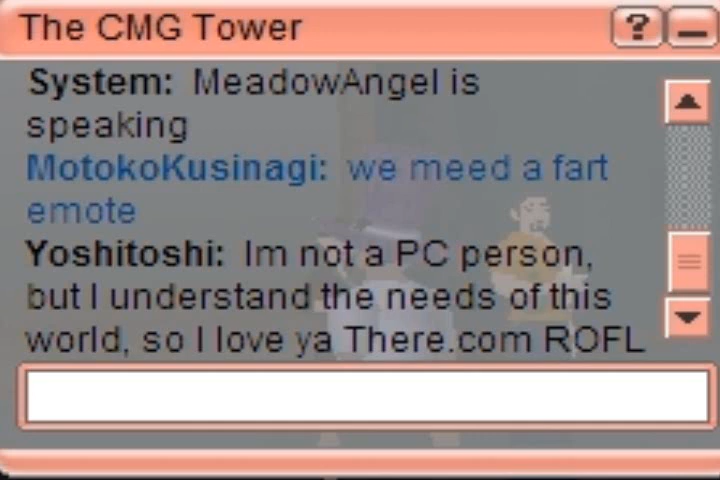 The CMG Tower
?
System: MeadowAngel is
speaking
MotokoKusinagi: we meed a fart
emote
Yoshitoshi: Im not a PC person,
but I understand the needs of this
world, so I love ya There.com ROFL